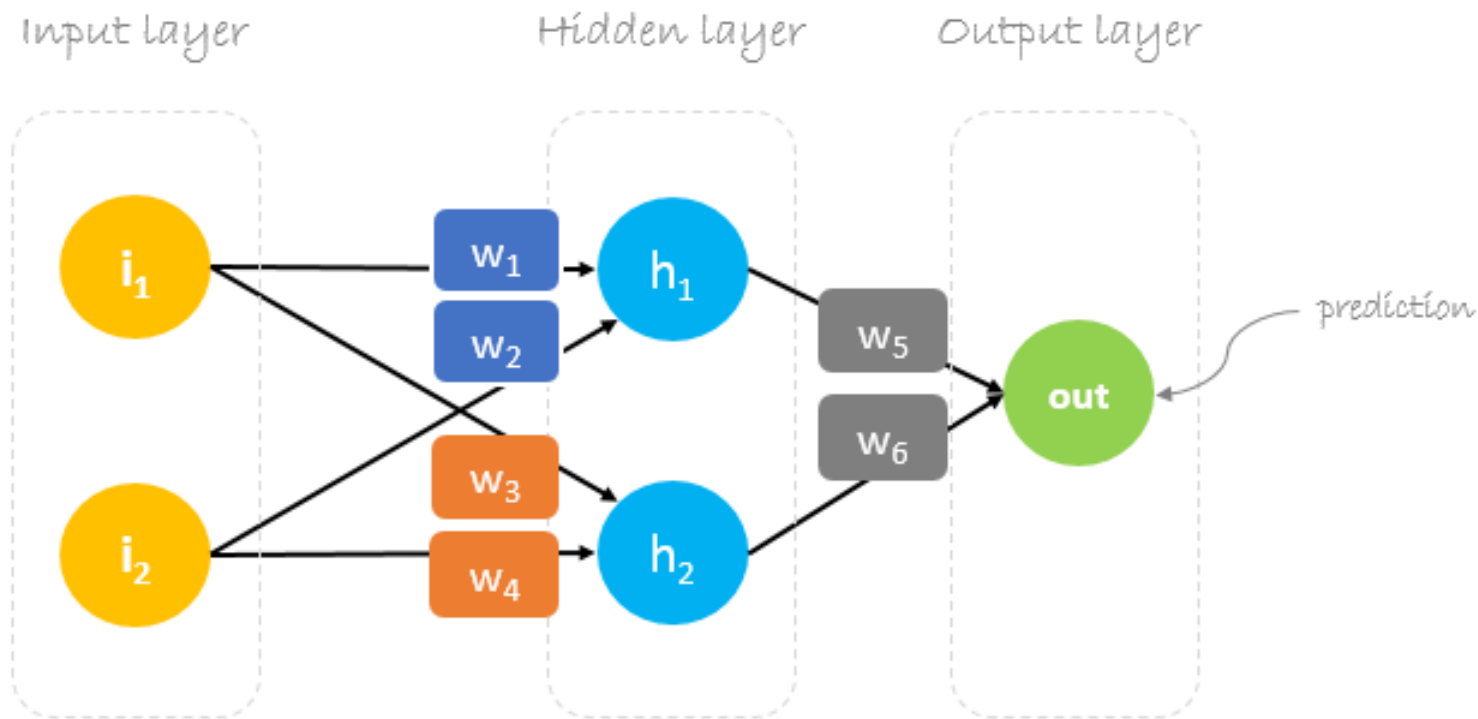 Input layer
Hidden layer
Output layer
i₁
w₁
h₁
w₂
w₅
prediction
out
w₆
w₃
i₂
w₄
h₂